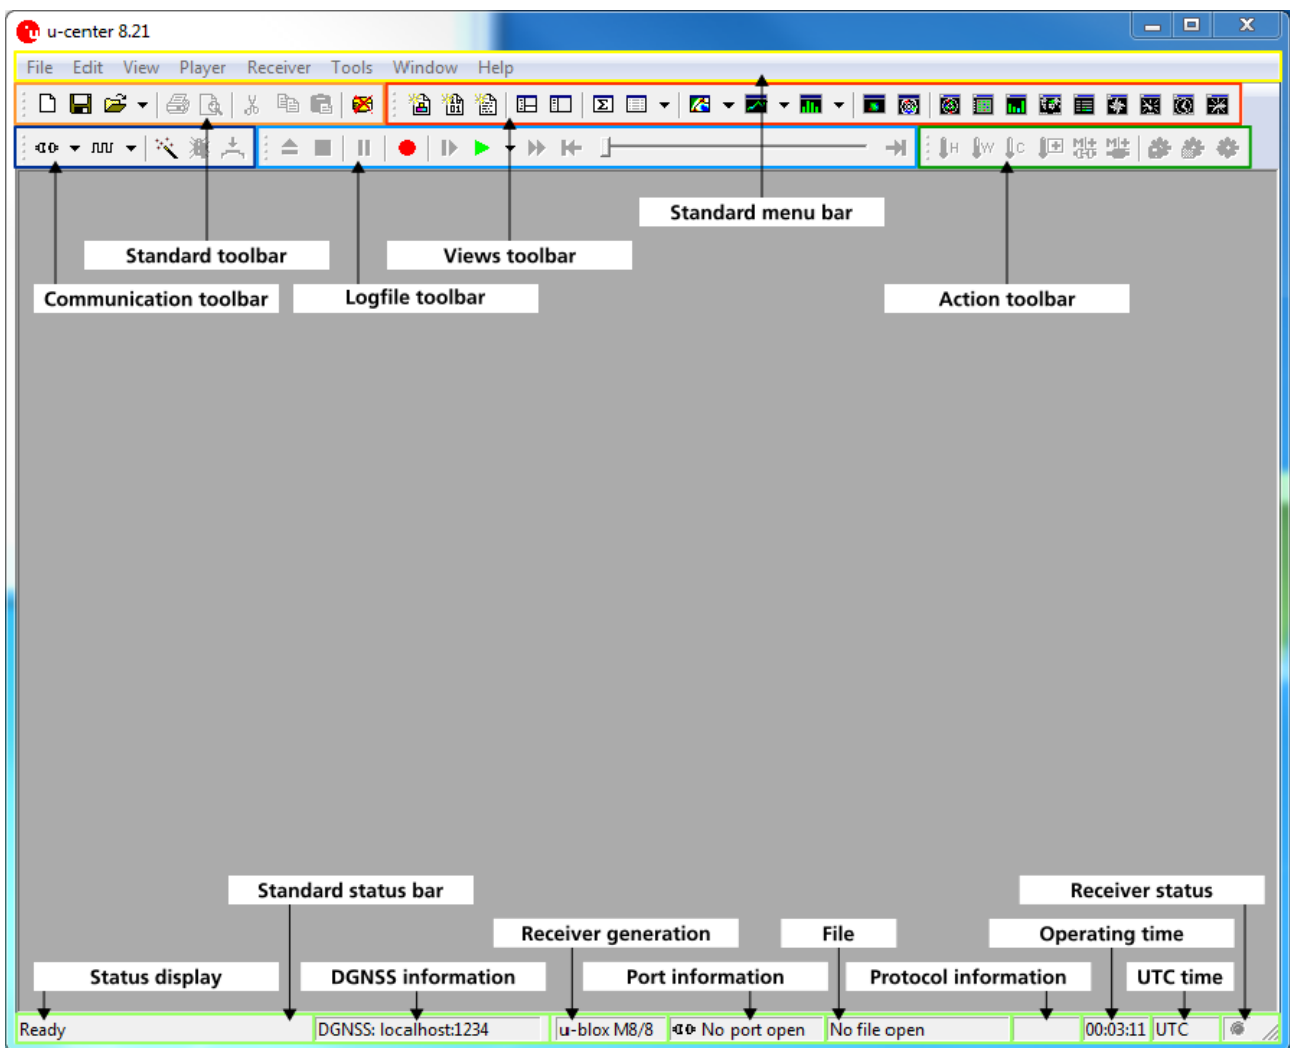 u-center 8.21
File Edit View Player Receiver Tools Window Help
H W C M M
Standard menu bar
Standard toolbar Views toolbar
Communication toolbar Logfile toolbar Action toolbar
Standard status bar Receiver status
Receiver generation File Operating time
Status display DGNSS information Port information Protocol information UTC time
Ready DGNSS: localhost:1234 u-blox M8/8 No port open No file open 00:03:11 UTC